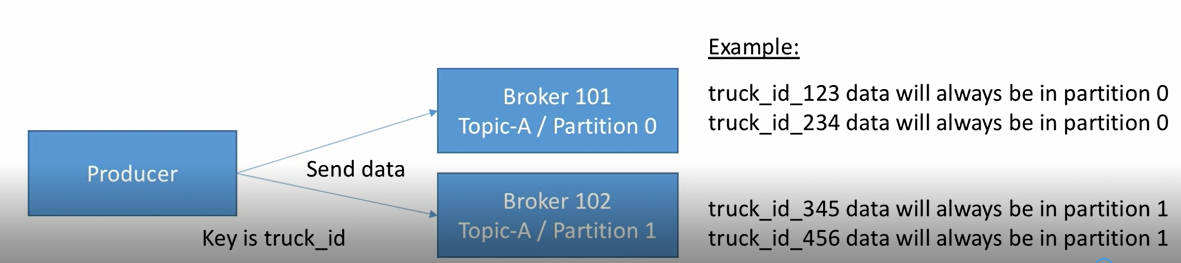 Example:
Broker 101
Topic-A / Partition 0
truck_id_123 data will always be in partition 0
truck_id_234 data will always be in partition 0
Producer
Send data
Broker 102
Topic-A / Partition 1
truck_id_345 data will always be in partition 1
truck_id_456 data will always be in partition 1
Key is truck_id